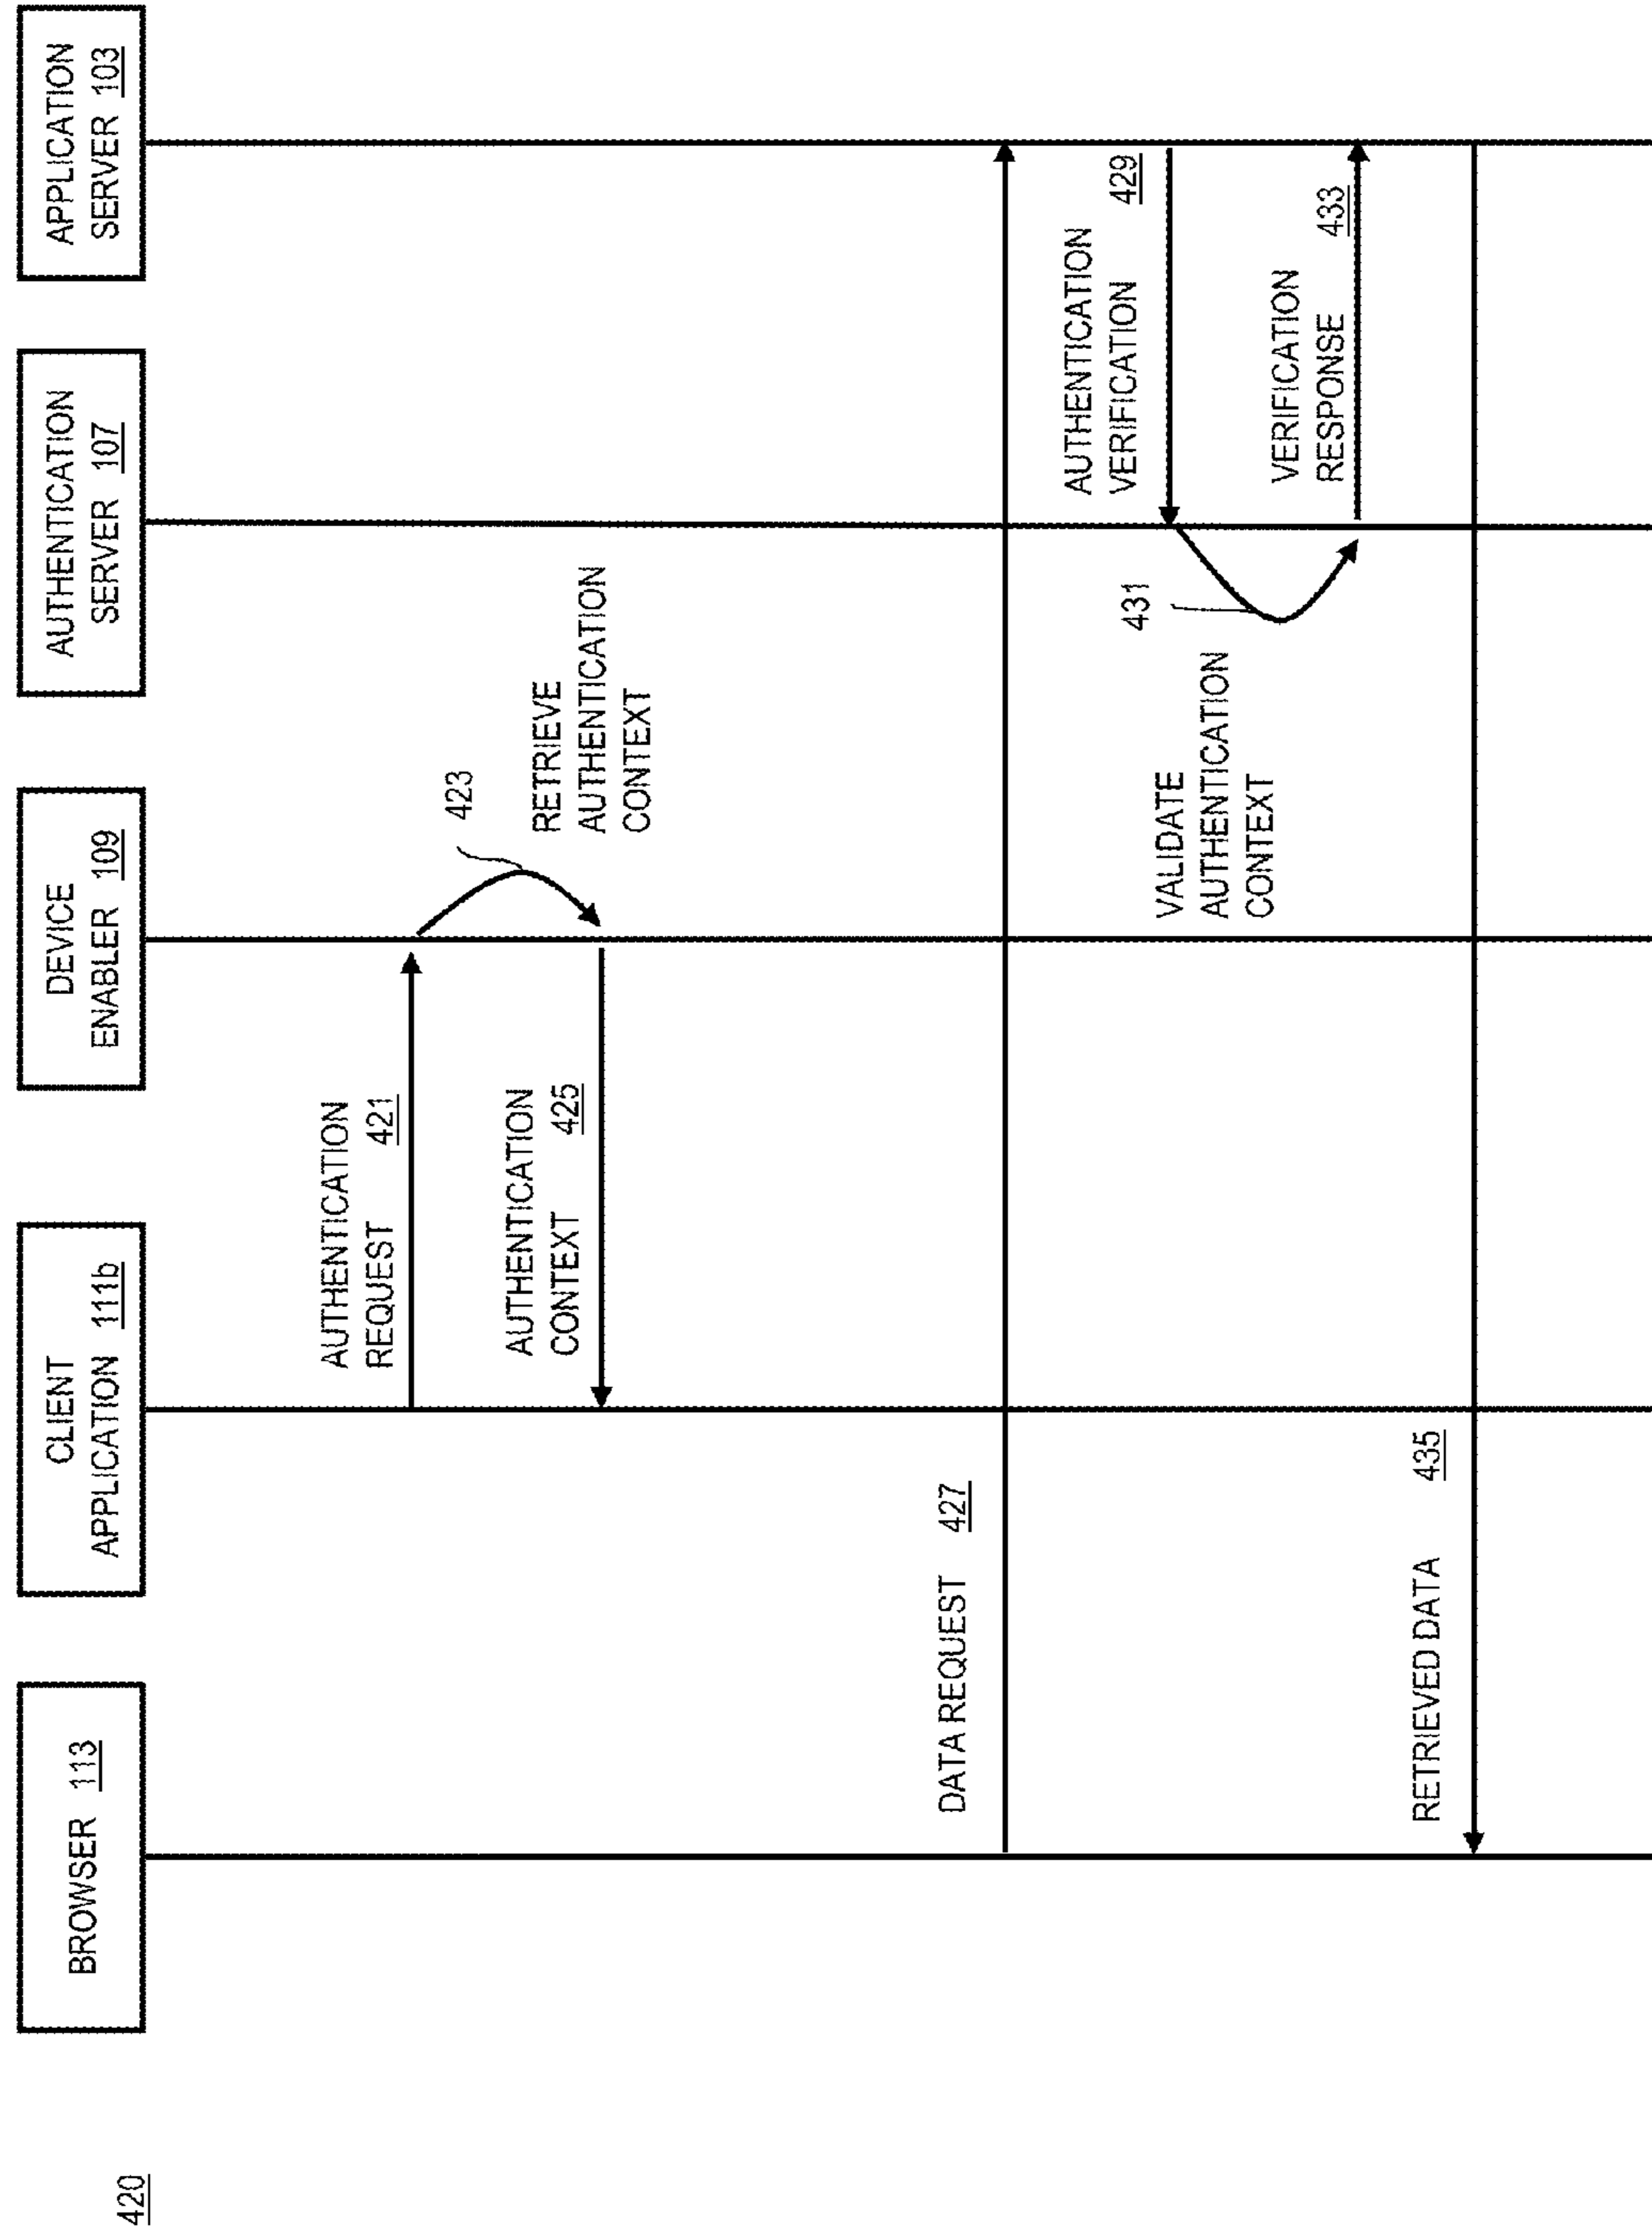 420
BROWSER 113
CLIENT
APPLICATION 111b
DEVICE
ENABLER 109
AUTHENTICATION
SERVER 107
APPLICATION
SERVER 103
AUTHENTICATION
REQUEST 421
423
RETRIEVE
AUTHENTICATION
CONTEXT
AUTHENTICATION
CONTEXT 425
DATA REQUEST 427
AUTHENTICATION
VERIFICATION 429
431
VALIDATE
AUTHENTICATION
CONTEXT
VERIFICATION
RESPONSE 433
RETRIEVED DATA 435